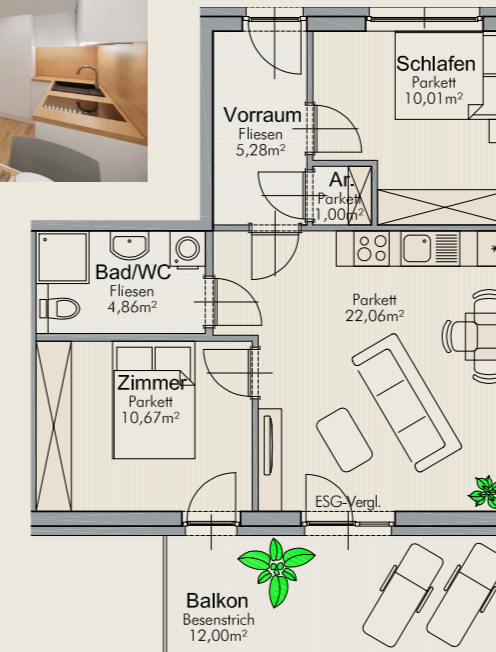 Schlafen
Parkett
10,01m²
Vorraum
Fliesen
5,28m²
Ar.
Parkett
1,00m²
Bad/WC
Fliesen
4,86m²
Parkett
22,06m²
Zimmer
Parkett
10,67m²
ESG-Vergl.
Balkon
Besenstrich
12,00m²